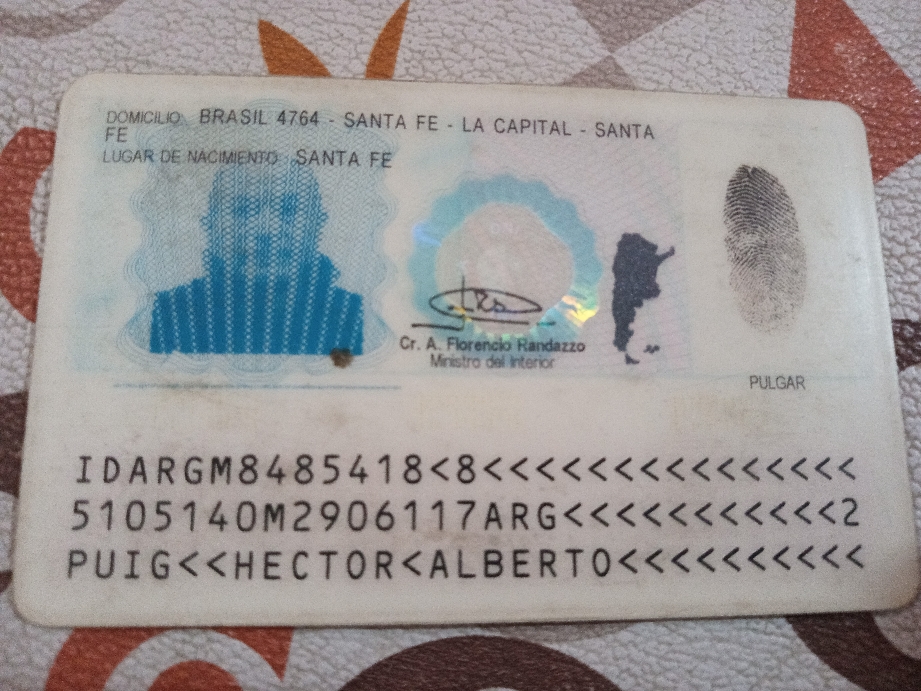 DOMICILIO BRASIL 4764 - SANTA FE - LA CAPITAL - SANTA
FE
LUGAR DE NACIMIENTO SANTA FE
Cr. A. Florencio Randazzo
Ministro del Interior
PULGAR
IDARGM8485418<8<<<<<<<<<<<<<<<
5105140M2906117ARG<<<<<<<<<<<2
PUIG<<HECTOR<ALBERTO<<<<<<<<<<